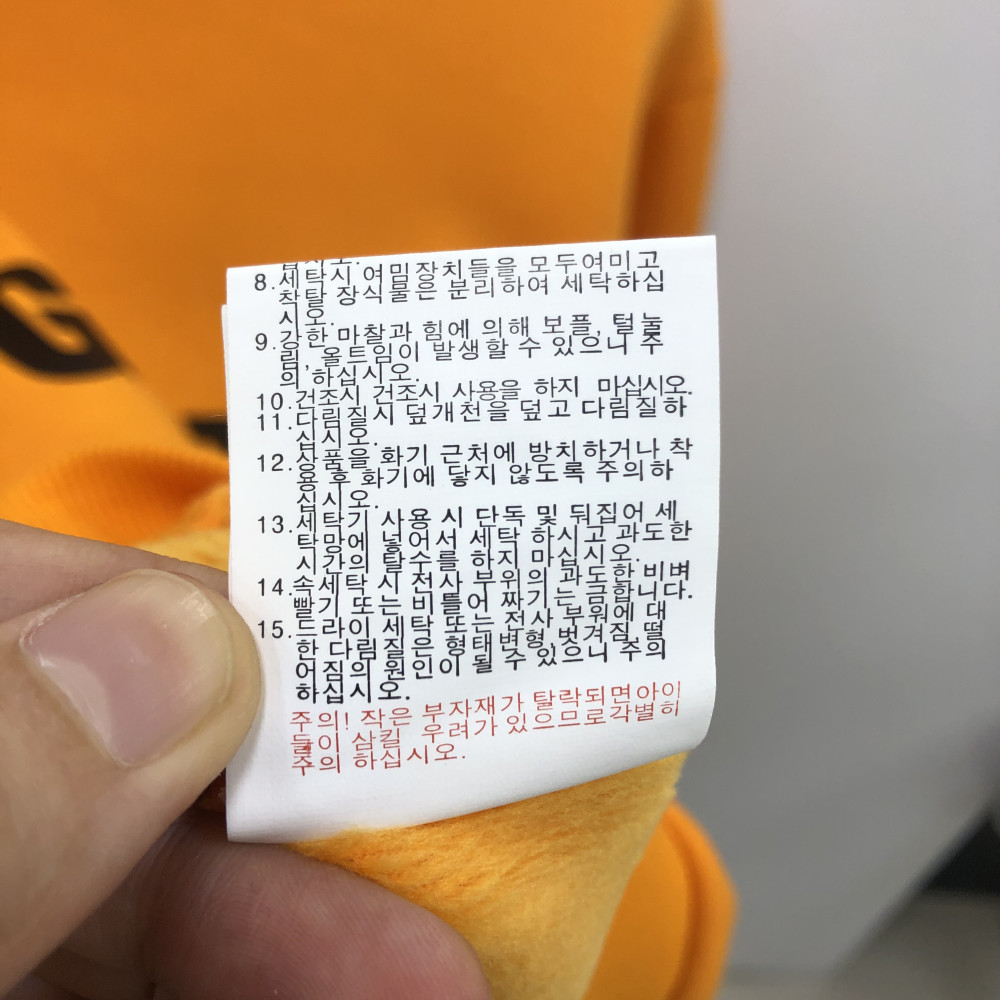 십시오.
8.세탁시 여밈장치들을 모두여미고
착탈 장식물은 분리하여 세탁하십
시오.
9.강한 마찰과 힘에 의해 보플, 털눌
림, 올트임이 발생할 수 있으니 주
의 하십시오.
10.건조시 건조시 사용을 하지 마십시오.
11.다림질시 덮개천을 덮고 다림질하
십시오.
12.상품을 화기 근처에 방치하거나 착
용 후 화기에 닿지 않도록 주의하
십시오.
13.세탁기 사용 시 단독 및 뒤집어 세
탁망에 넣어서 세탁 하시고 과도한
시간의 탈수를 하지 마십시오.
14.속세탁 시 전사 부위의 과도한 비벼
빨기 또는 비틀어 짜기는 금합니다.
15.드라이 세탁 또는 전사 부위에 대
한 다림질은 형태변형,벗겨짐 떨
어짐의 원인이 될 수 있으니 주의
하십시오.
주의! 작은 부자재가 탈락되면아이
들이 삼킬 우려가 있으므로각별히
주의 하십시오.
G